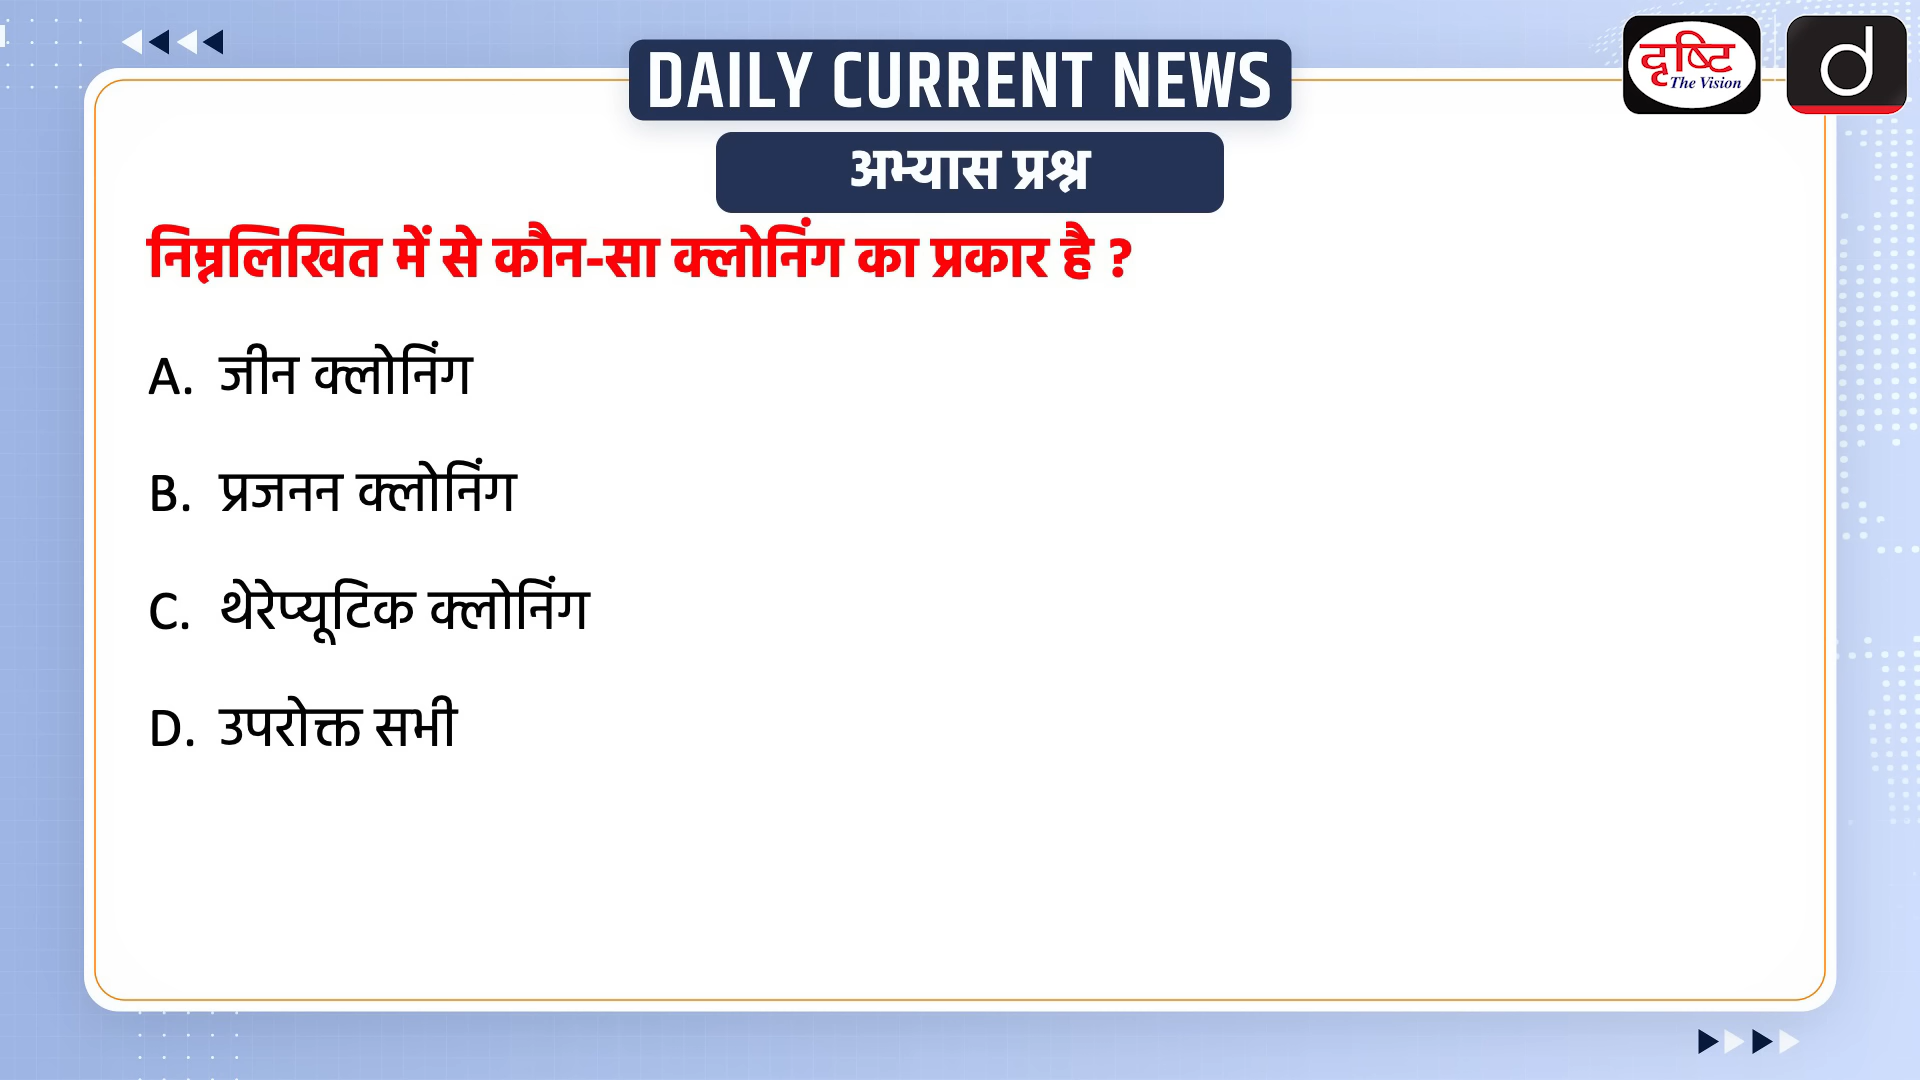 DAILY CURRENT NEWS
दृष्टि
The Vision
d
अभ्यास प्रश्न
निम्नलिखित में से कौन-सा क्लोनिंग का प्रकार है ?
A. जीन क्लोनिंग
B. प्रजनन क्लोनिंग
C. थेरेप्यूटिक क्लोनिंग
D. उपरोक्त सभी